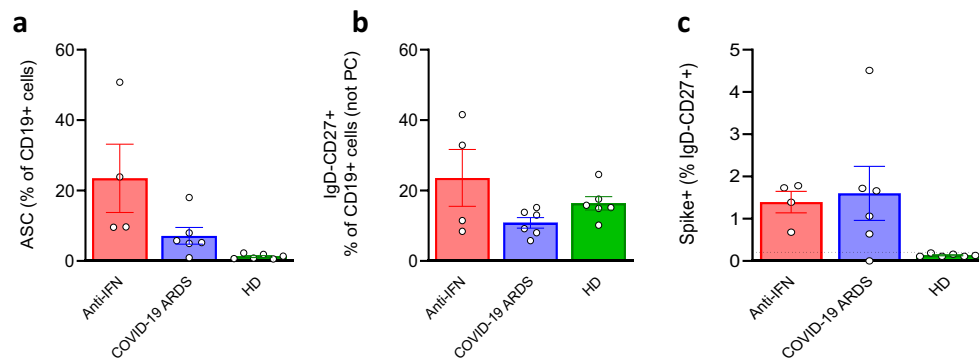 a
ASC (% of CD19+ cells)
60
40
20
0
Anti-IFN
COVID-19 ARDS
HD
b
IgD-CD27+
% of CD19+ cells (not PC)
60
40
20
0
Anti-IFN
COVID-19 ARDS
HD
c
Spike+ (% IgD-CD27+)
5
4
3
2
1
0
Anti-IFN
COVID-19 ARDS
HD